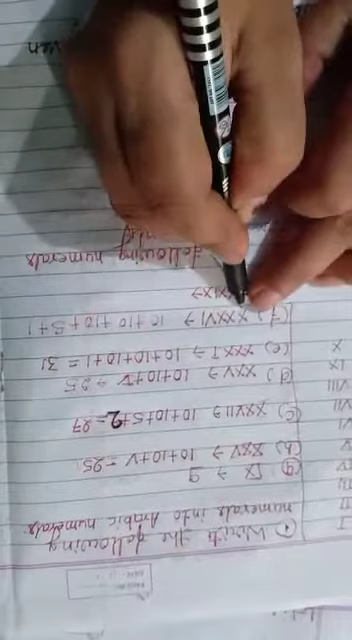 ① Write the following
numerals into Arabic numerals.
(a) IX → 9
(b) XXV → 10+10+V = 25
(c) XXVII → 10+10+5+2 = 27
(d) XXV → 10+10+V → 25
(e) XXXI → 10+10+10+1 = 31
(f) XXXVI → 10+10+10+5+1
XIX →
following numerals
I
II
III
IV
V
VI
VII
VIII
IX
X